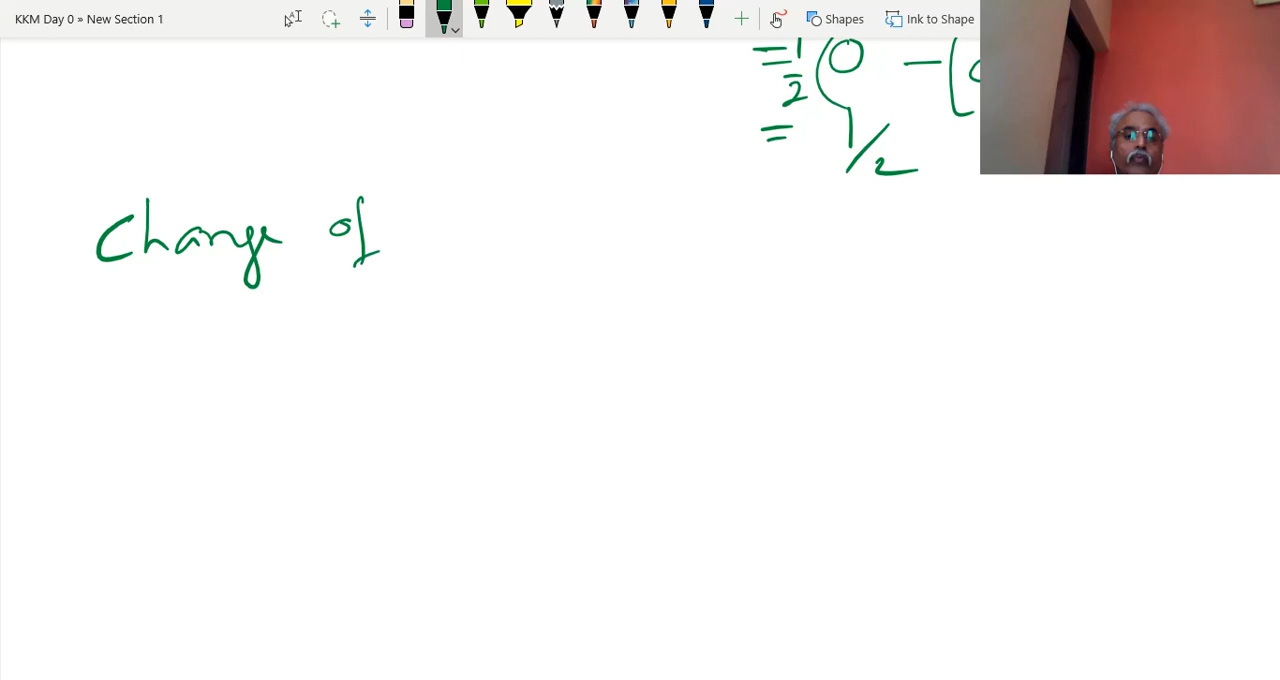 KKM Day 0 » New Section 1
Shapes
Ink to Shape
= 1/2 (0 - (
= 1/2
Change of